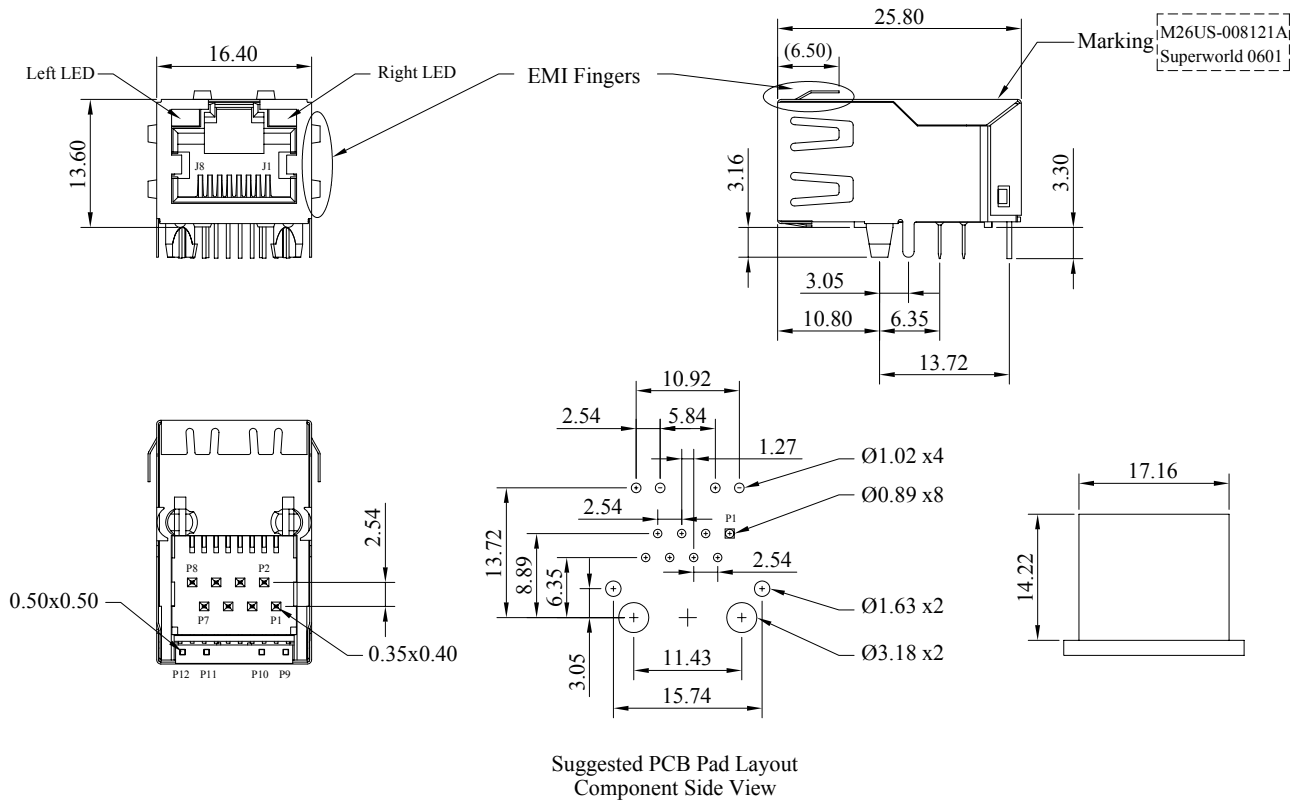 25.80
16.40
Marking
M26US-008121A
Superworld 0601
(6.50)
Left LED
Right LED
EMI Fingers
13.60
J8
J1
3.16
3.30
3.05
10.80
6.35
13.72
10.92
2.54
5.84
1.27
Ø1.02 x4
17.16
2.54
Ø0.89 x8
P1
2.54
13.72
8.89
6.35
2.54
14.22
P8
P2
P7
P1
0.50x0.50
Ø1.63 x2
0.35x0.40
Ø3.18 x2
P12
P11
P10
P9
3.05
11.43
15.74
Suggested PCB Pad Layout
Component Side View